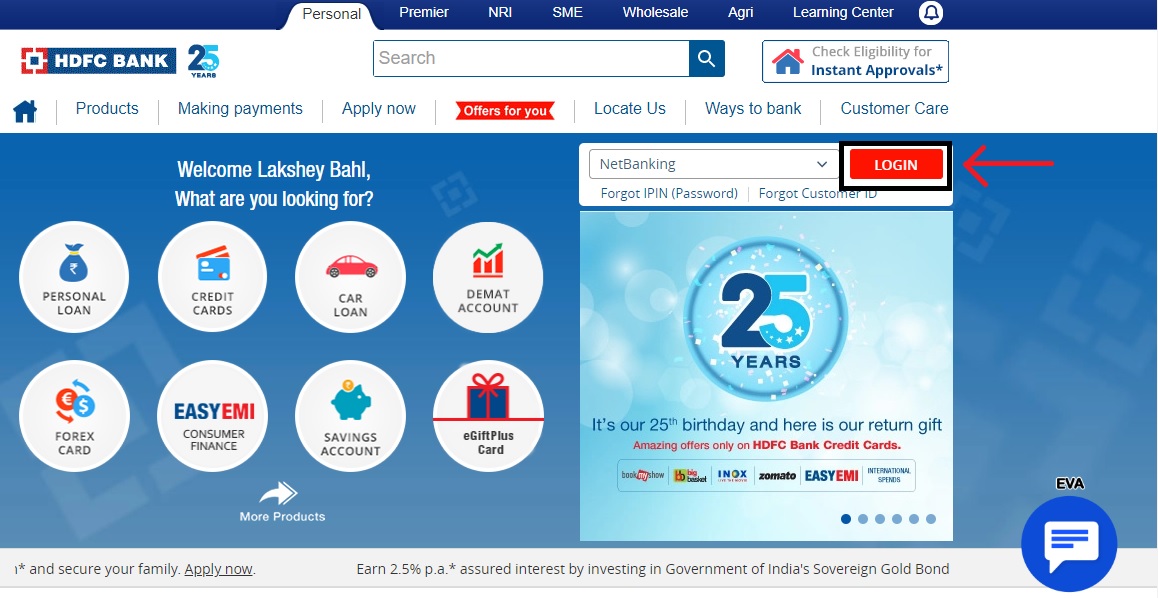 Personal Premier NRI SME Wholesale Agri Learning Center
HDFC BANK 25 YEARS
Search
Check Eligibility for
Instant Approvals*
Products Making payments Apply now Offers for you Locate Us Ways to bank Customer Care
Welcome Lakshey Bahl,
What are you looking for?
NetBanking LOGIN
Forgot IPIN (Password) Forgot Customer ID
₹
PERSONAL
LOAN
CREDIT
CARDS
CAR
LOAN
DEMAT
ACCOUNT
€ $
FOREX
CARD
EASYEMI
CONSUMER
FINANCE
₹
SAVINGS
ACCOUNT
eGiftPlus
Card
More Products
25
YEARS
It's our 25th birthday and here is our return gift
Amazing offers only on HDFC Bank Credit Cards.
bookmyshow bb big basket INOX LIVE THE MOVIE zomato EASYEMI INTERNATIONAL SPENDS
EVA
* and secure your family. Apply now. Earn 2.5% p.a.* assured interest by investing in Government of India's Sovereign Gold Bond